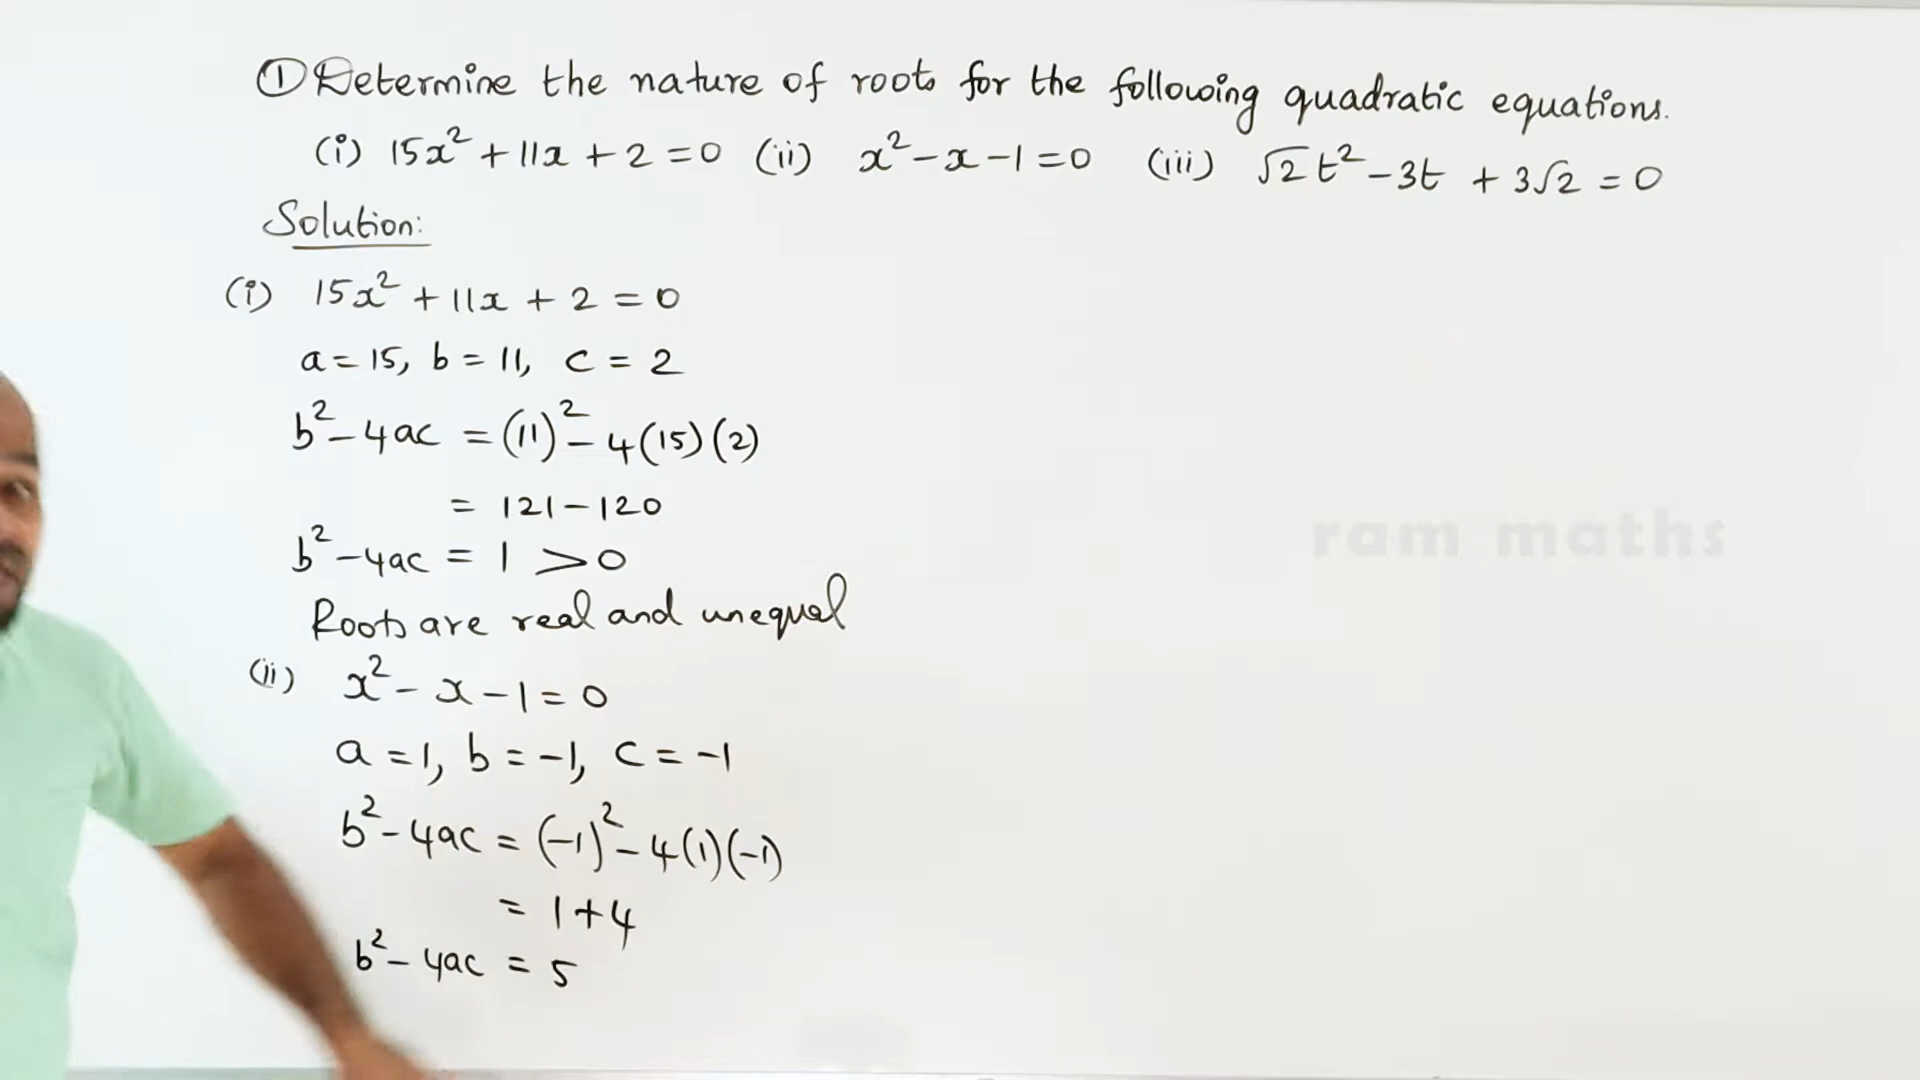 ① Determine the nature of roots for the following quadratic equations.
(i) 15x² + 11x + 2 = 0 (ii) x² - x - 1 = 0 (iii) √2 t² - 3t + 3√2 = 0
Solution:
(i) 15x² + 11x + 2 = 0
a = 15, b = 11, c = 2
b² - 4ac = (11)² - 4(15)(2)
= 121 - 120
b² - 4ac = 1 > 0
Roots are real and unequal
(ii) x² - x - 1 = 0
a = 1, b = -1, c = -1
b² - 4ac = (-1)² - 4(1)(-1)
= 1 + 4
b² - 4ac = 5
ram maths